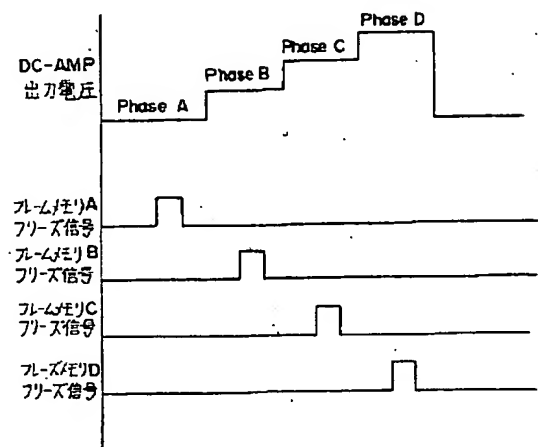 Phase D
Phase C
DC-AMP
Phase B
出力電圧
Phase A
フレームメモリA
フリーズ信号
フレームメモリB
フリーズ信号
フレームメモリC
フリーズ信号
フレーズメモリD
フリーズ信号